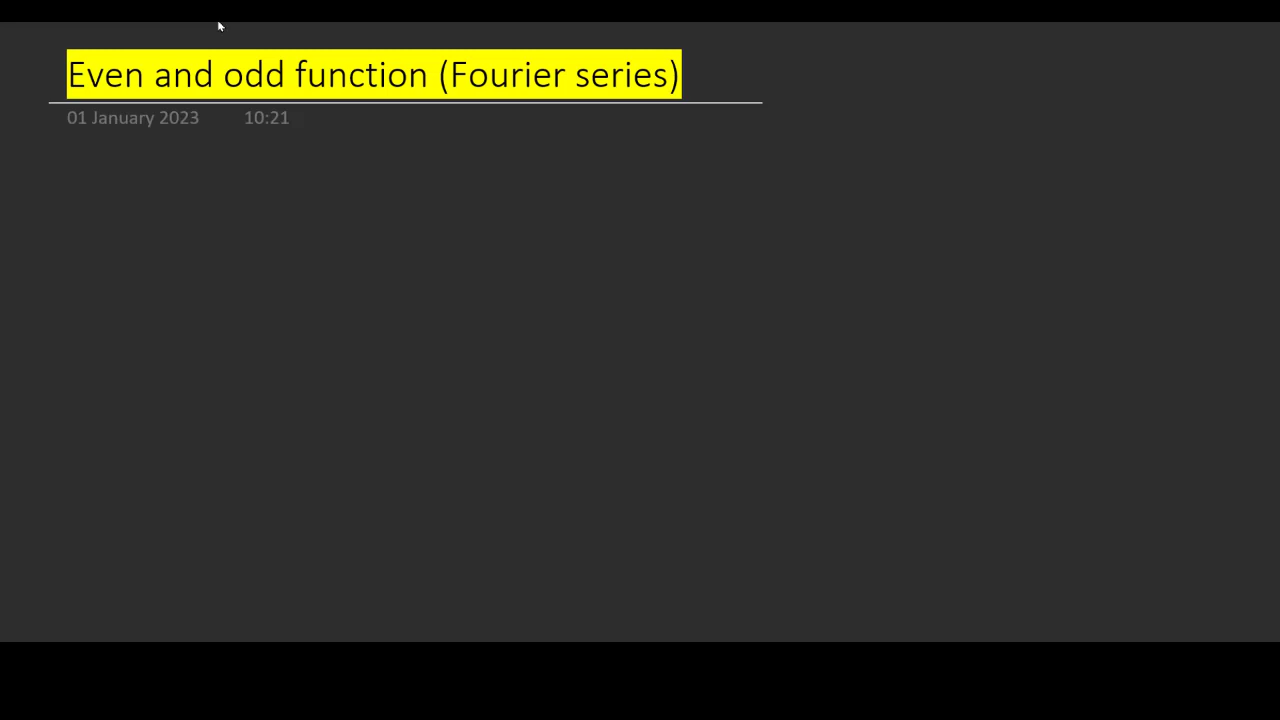 Even and odd function (Fourier series)
01 January 2023 10:21